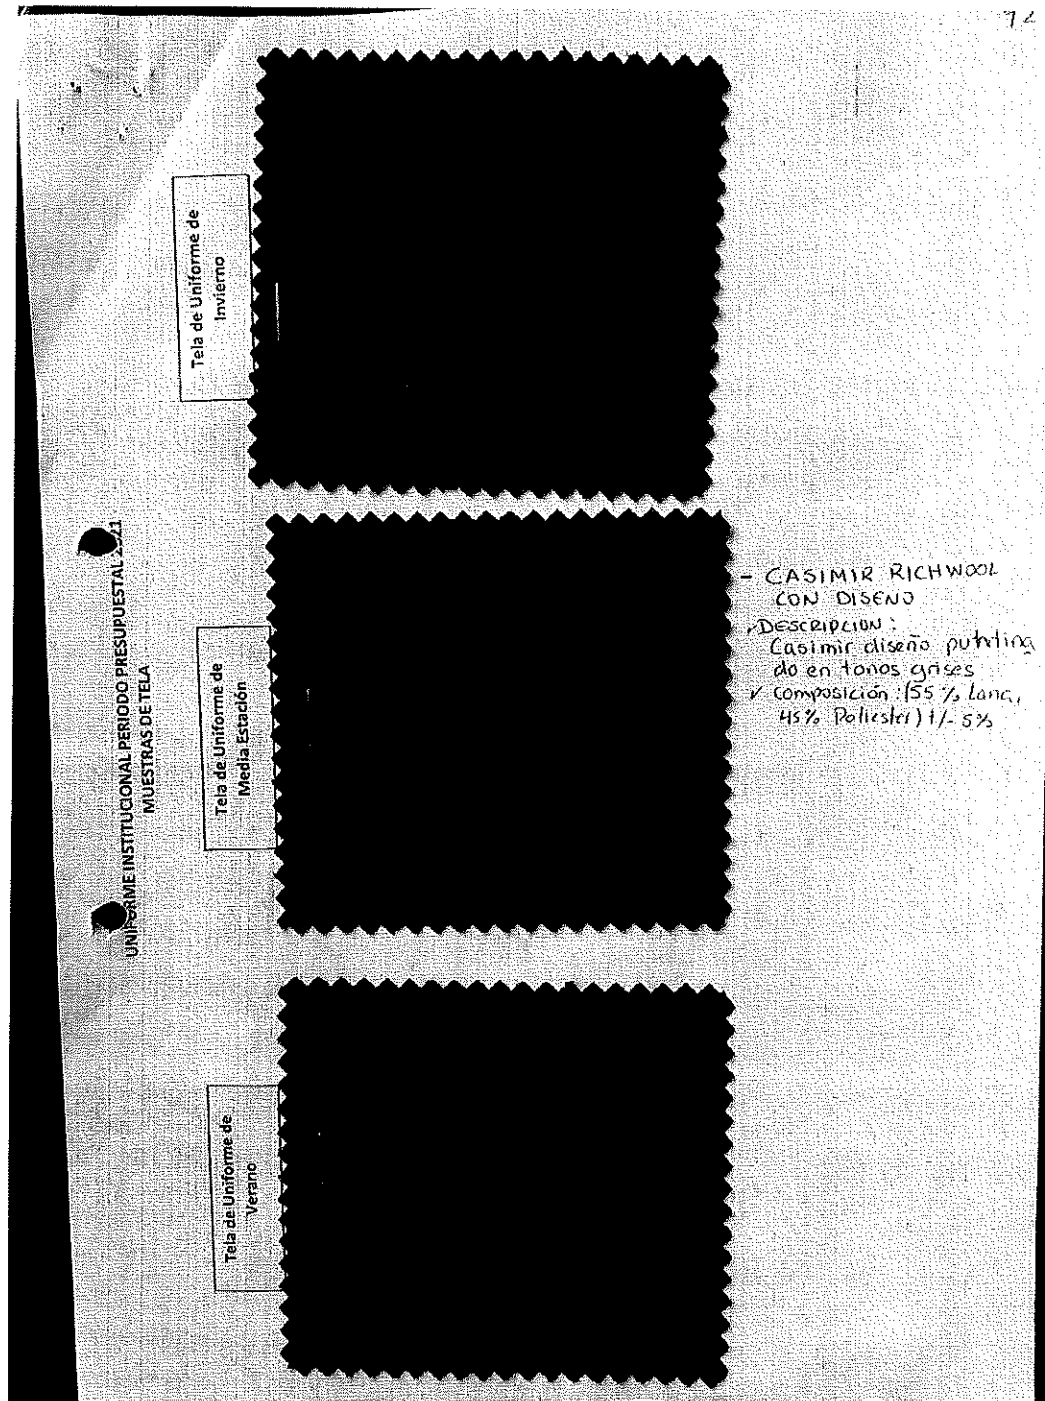 UNIFORME INSTITUCIONAL PERIODO PRESUPUESTAL
MUESTRAS DE TELA
Tela de Uniforme de
Invierno
Tela de Uniforme de
Media Estación
Tela de Uniforme de
Verano
- CASIMIR RICHWOOL
CON DISEÑO
DESCRIPCION:
Casimir diseño
do en tonos grises
✓ Composición: (55% Lana,
45% Poliester) +/- 5%